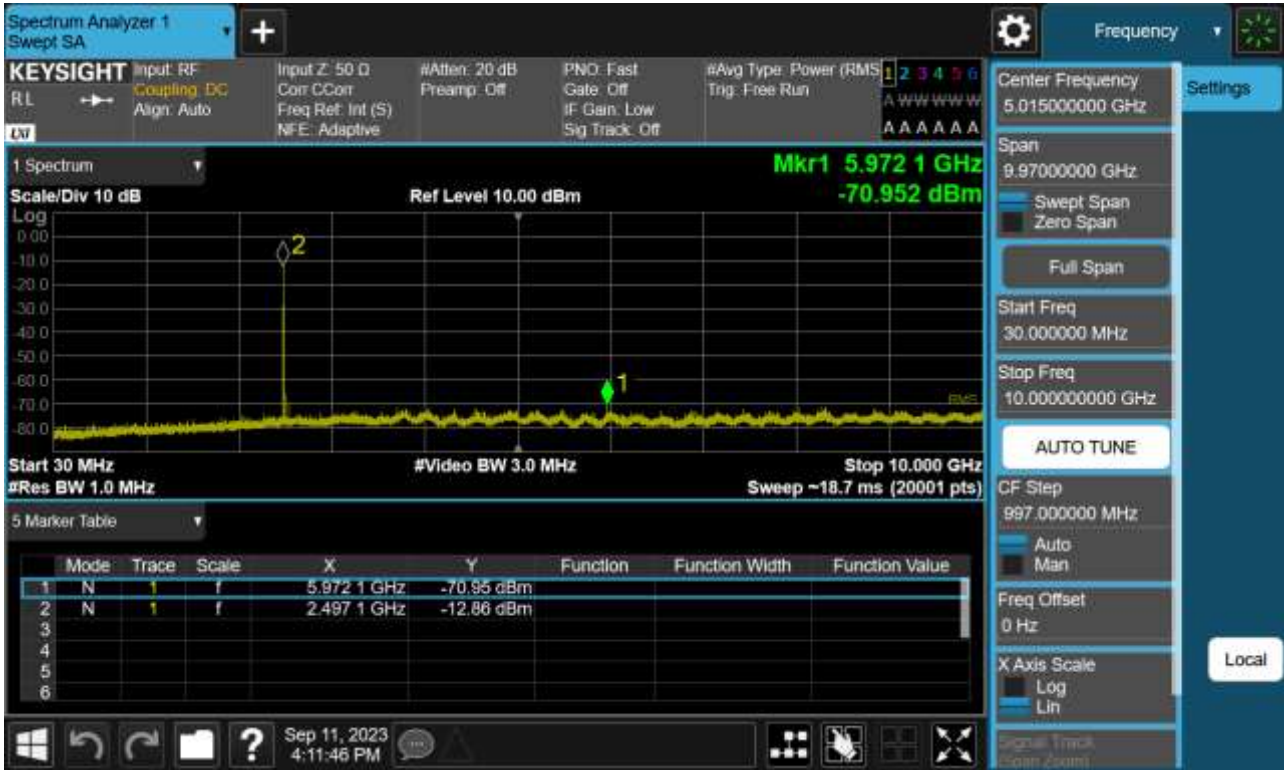 Spectrum Analyzer 1
Swept SA
+
Frequency
KEYSIGHT
RL
LXI
Input: RF
Coupling: DC
Align: Auto
Input Z: 50 Ω
Corr CCorr
Freq Ref: Int (S)
NFE: Adaptive
#Atten: 20 dB
Preamp: Off
PNO: Fast
Gate: Off
IF Gain: Low
Sig Track: Off
#Avg Type: Power (RMS
Trig: Free Run
1 2 3 4 5 6
A W W W W W
A A A A A A
1 Spectrum
Scale/Div 10 dB
Ref Level 10.00 dBm
Mkr1 5.972 1 GHz
-70.952 dBm
Log
0.00
-10.0
-20.0
-30.0
-40.0
-50.0
-60.0
-70.0
-80.0
2
1
RMS
Start 30 MHz
#Video BW 3.0 MHz
Stop 10.000 GHz
#Res BW 1.0 MHz
Sweep ~18.7 ms (20001 pts)
5 Marker Table
Mode Trace Scale X Y Function Function Width Function Value
1 N 1 f 5.972 1 GHz -70.95 dBm
2 N 1 f 2.497 1 GHz -12.86 dBm
3
4
5
6
Center Frequency
5.015000000 GHz
Settings
Span
9.97000000 GHz
Swept Span
Zero Span
Full Span
Start Freq
30.000000 MHz
Stop Freq
10.000000000 GHz
AUTO TUNE
CF Step
997.000000 MHz
Auto
Man
Freq Offset
0 Hz
X Axis Scale
Log
Lin
Local
Signal Track
(Span Zoom)
?
Sep 11, 2023
4:11:46 PM